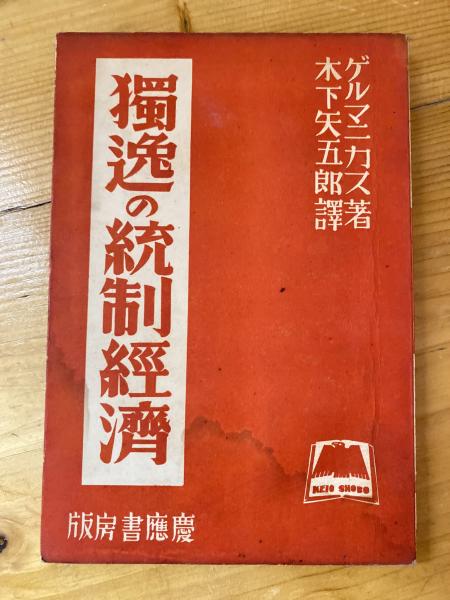 ゲルマニカス著
木下矢五郎譯
獨逸の統制經濟
KEIO SHOBO
慶應書房版